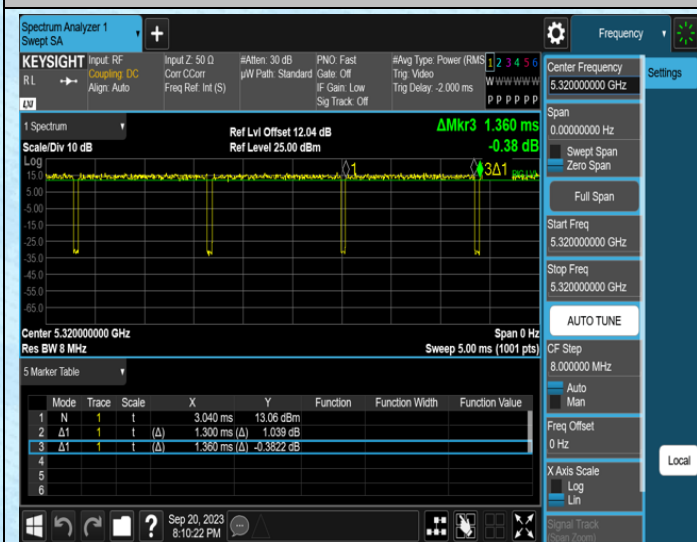 Spectrum Analyzer 1
Swept SA
+
Frequency
KEYSIGHT
RL
LXI
Input: RF
Coupling: DC
Align: Auto
Input Z: 50 Ω
Corr CCorr
Freq Ref: Int (S)
#Atten: 30 dB
µW Path: Standard
PNO: Fast
Gate: Off
IF Gain: Low
Sig Track: Off
#Avg Type: Power (RMS
Trig: Video
Trig Delay: -2.000 ms
1 2 3 4 5 6
W W W W W W
P P P P P P
Center Frequency
5.320000000 GHz
Settings
Span
0.00000000 Hz
Swept Span
Zero Span
Full Span
Start Freq
5.320000000 GHz
Stop Freq
5.320000000 GHz
AUTO TUNE
CF Step
8.000000 MHz
Auto
Man
Freq Offset
0 Hz
X Axis Scale
Log
Lin
Signal Track
(Span Zoom)
Local
1 Spectrum
Scale/Div 10 dB
Ref Lvl Offset 12.04 dB
Ref Level 25.00 dBm
ΔMkr3 1.360 ms
-0.38 dB
Log
15.0
5.00
-5.00
-15.0
-25.0
-35.0
-45.0
-55.0
-65.0
1
3Δ1
Center 5.320000000 GHz
Res BW 8 MHz
Span 0 Hz
Sweep 5.00 ms (1001 pts)
5 Marker Table
Mode Trace Scale X Y Function Function Width Function Value
1 N 1 t 3.040 ms 13.06 dBm
2 Δ1 1 t (Δ) 1.300 ms (Δ) 1.039 dB
3 Δ1 1 t (Δ) 1.360 ms (Δ) -0.3822 dB
4
5
6
?
Sep 20, 2023
8:10:22 PM